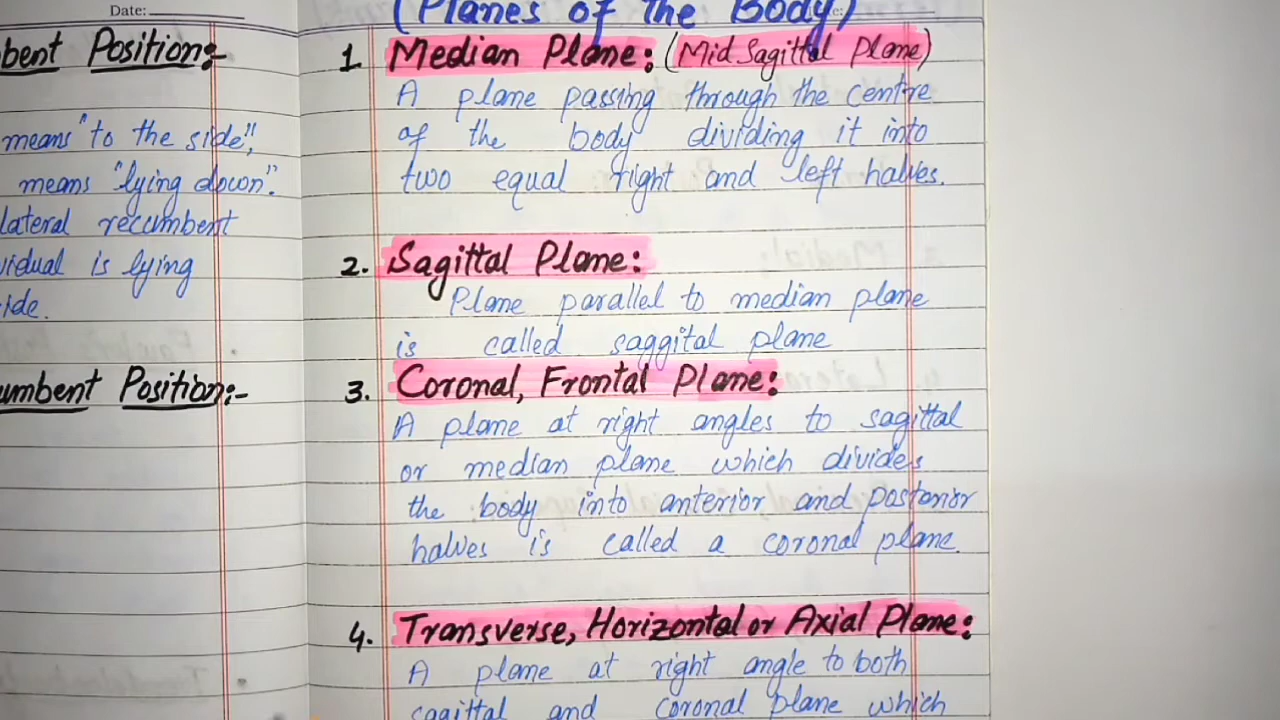 Date:
bent Position:-
means "to the side",
means "lying down".
lateral recumbent
vidual is lying
ide.
umbent Position:-
(Planes of the Body)
1. Median Plane: (Mid Sagittal Plane)
A plane passing through the centre
of the body dividing it into
two equal right and left halves.
2. Sagittal Plane:
Plane parallel to median plane
is called saggital plane
3. Coronal, Frontal Plane:
A plane at right angles to sagittal
or median plane which divides
the body into anterior and posterior
halves is called a coronal plane.
4. Transverse, Horizontal or Axial Plane:
A plane at right angle to both
sagittal and coronal plane which